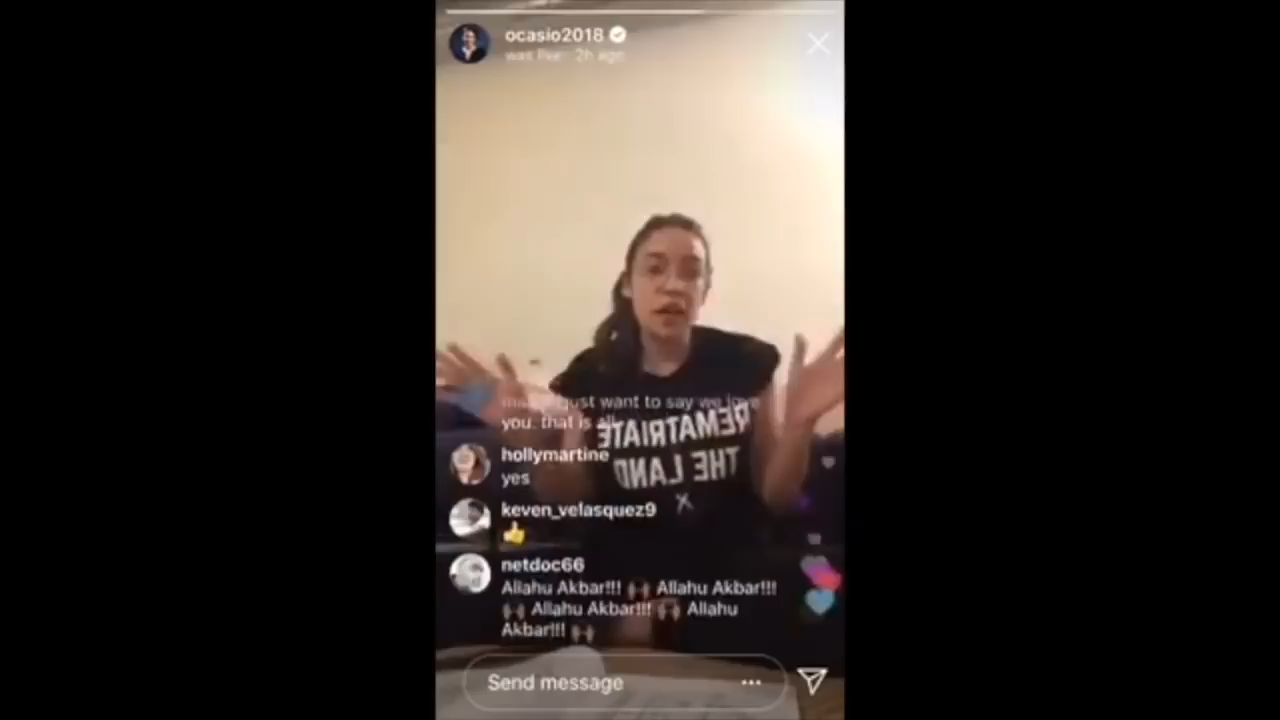 ocasio2018
was live 2h ago
just want to say we love
you. that is all
REMATRIATE
THE LAND
X
hollymartine
yes
keven_velasquez9
netdoc66
Allahu Akbar!!! Allahu Akbar!!!
Allahu Akbar!!! Allahu
Akbar!!!
Send message